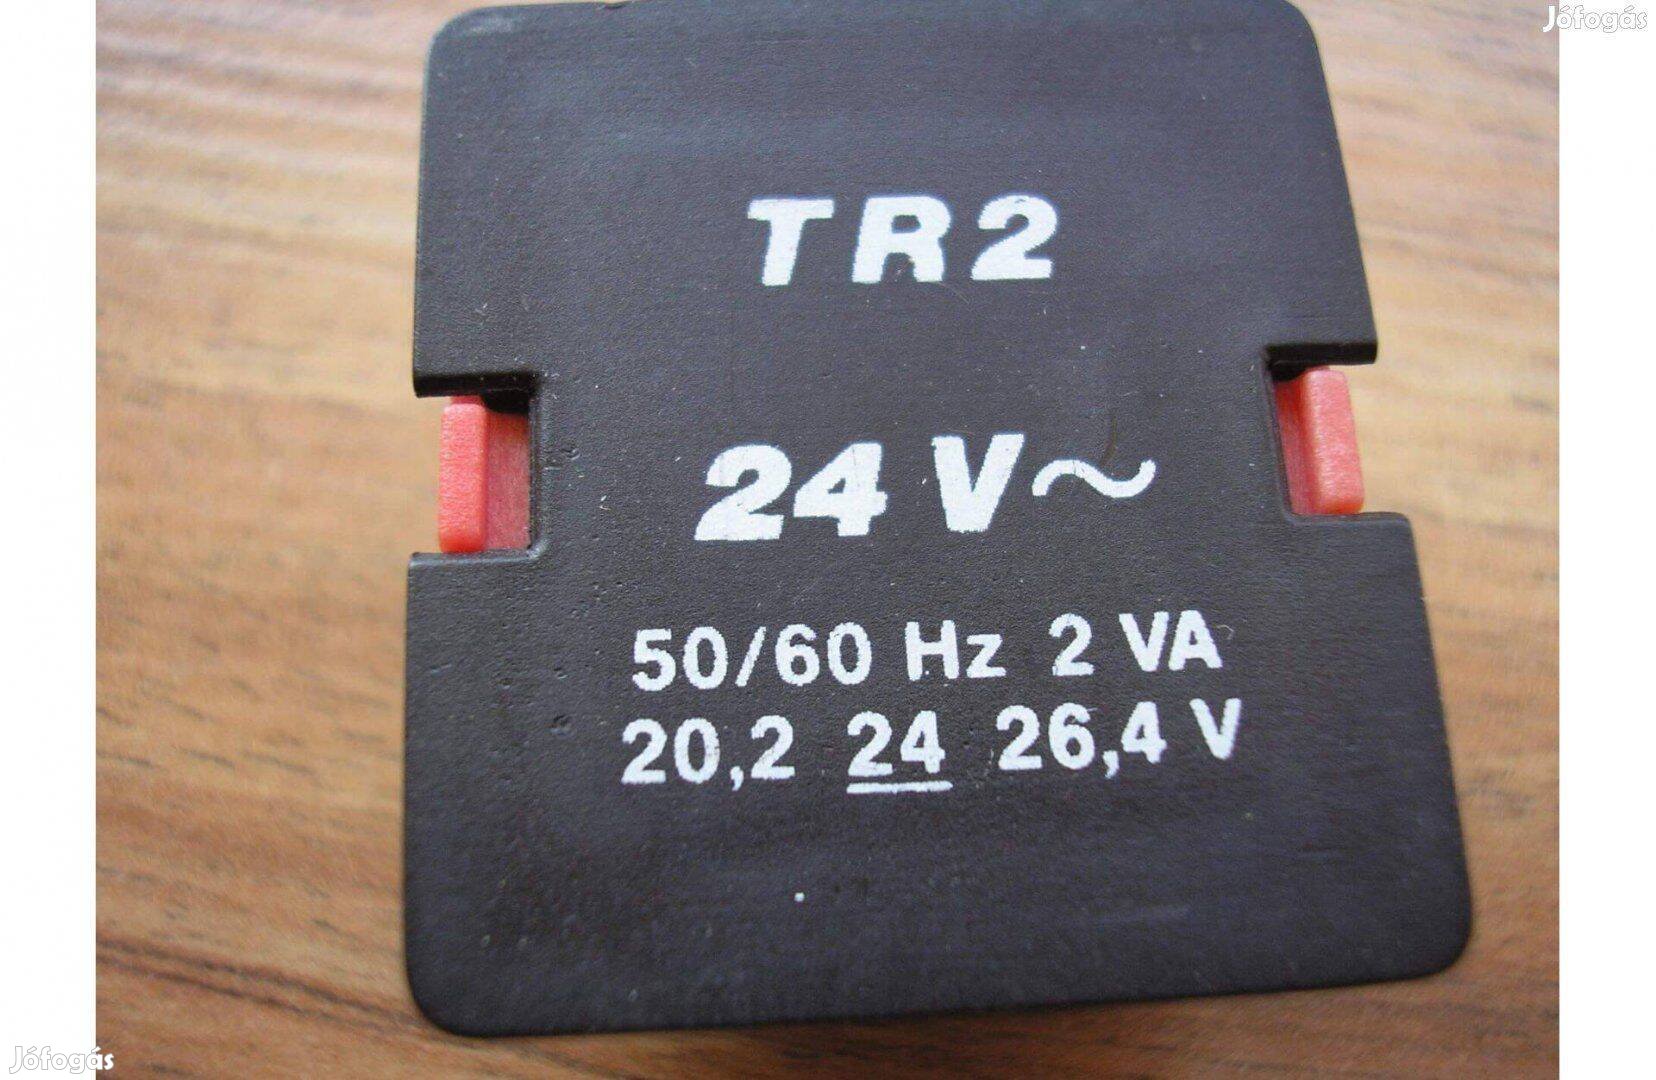 Jófogás
TR2
24 V~
50/60 Hz 2 VA
20,2 24 26,4 V
Jófogás